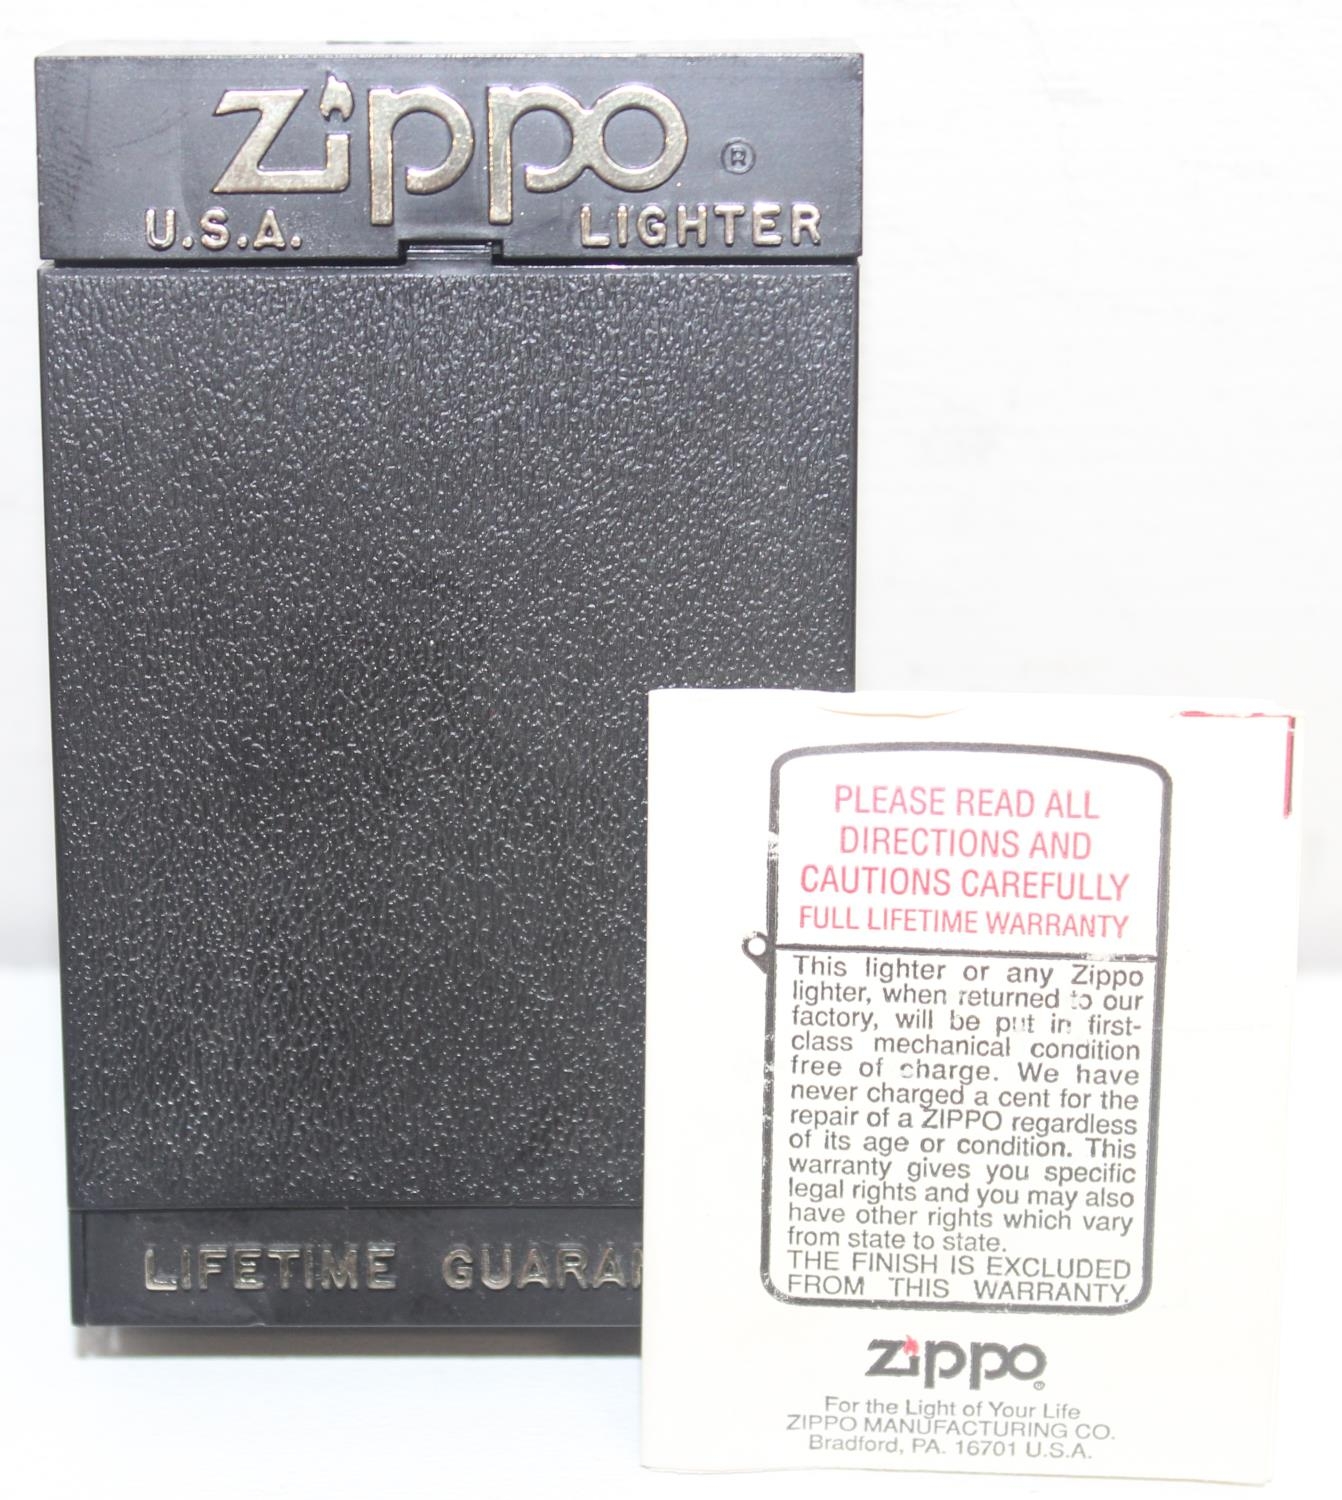 Zippo ®
U.S.A. LIGHTER
LIFETIME
PLEASE READ ALL
DIRECTIONS AND
CAUTIONS CAREFULLY
FULL LIFETIME WARRANTY
This lighter or any Zippo
lighter, when returned to our
factory, will be put in first-
class mechanical condition
free of charge. We have
never charged a cent for the
repair of a ZIPPO regardless
of its age or condition. This
warranty gives you specific
legal rights and you may also
have other rights which vary
from state to state.
THE FINISH IS EXCLUDED
FROM THIS WARRANTY.
Zippo ®
For the Light of Your Life
ZIPPO MANUFACTURING CO.
Bradford, PA. 16701 U.S.A.